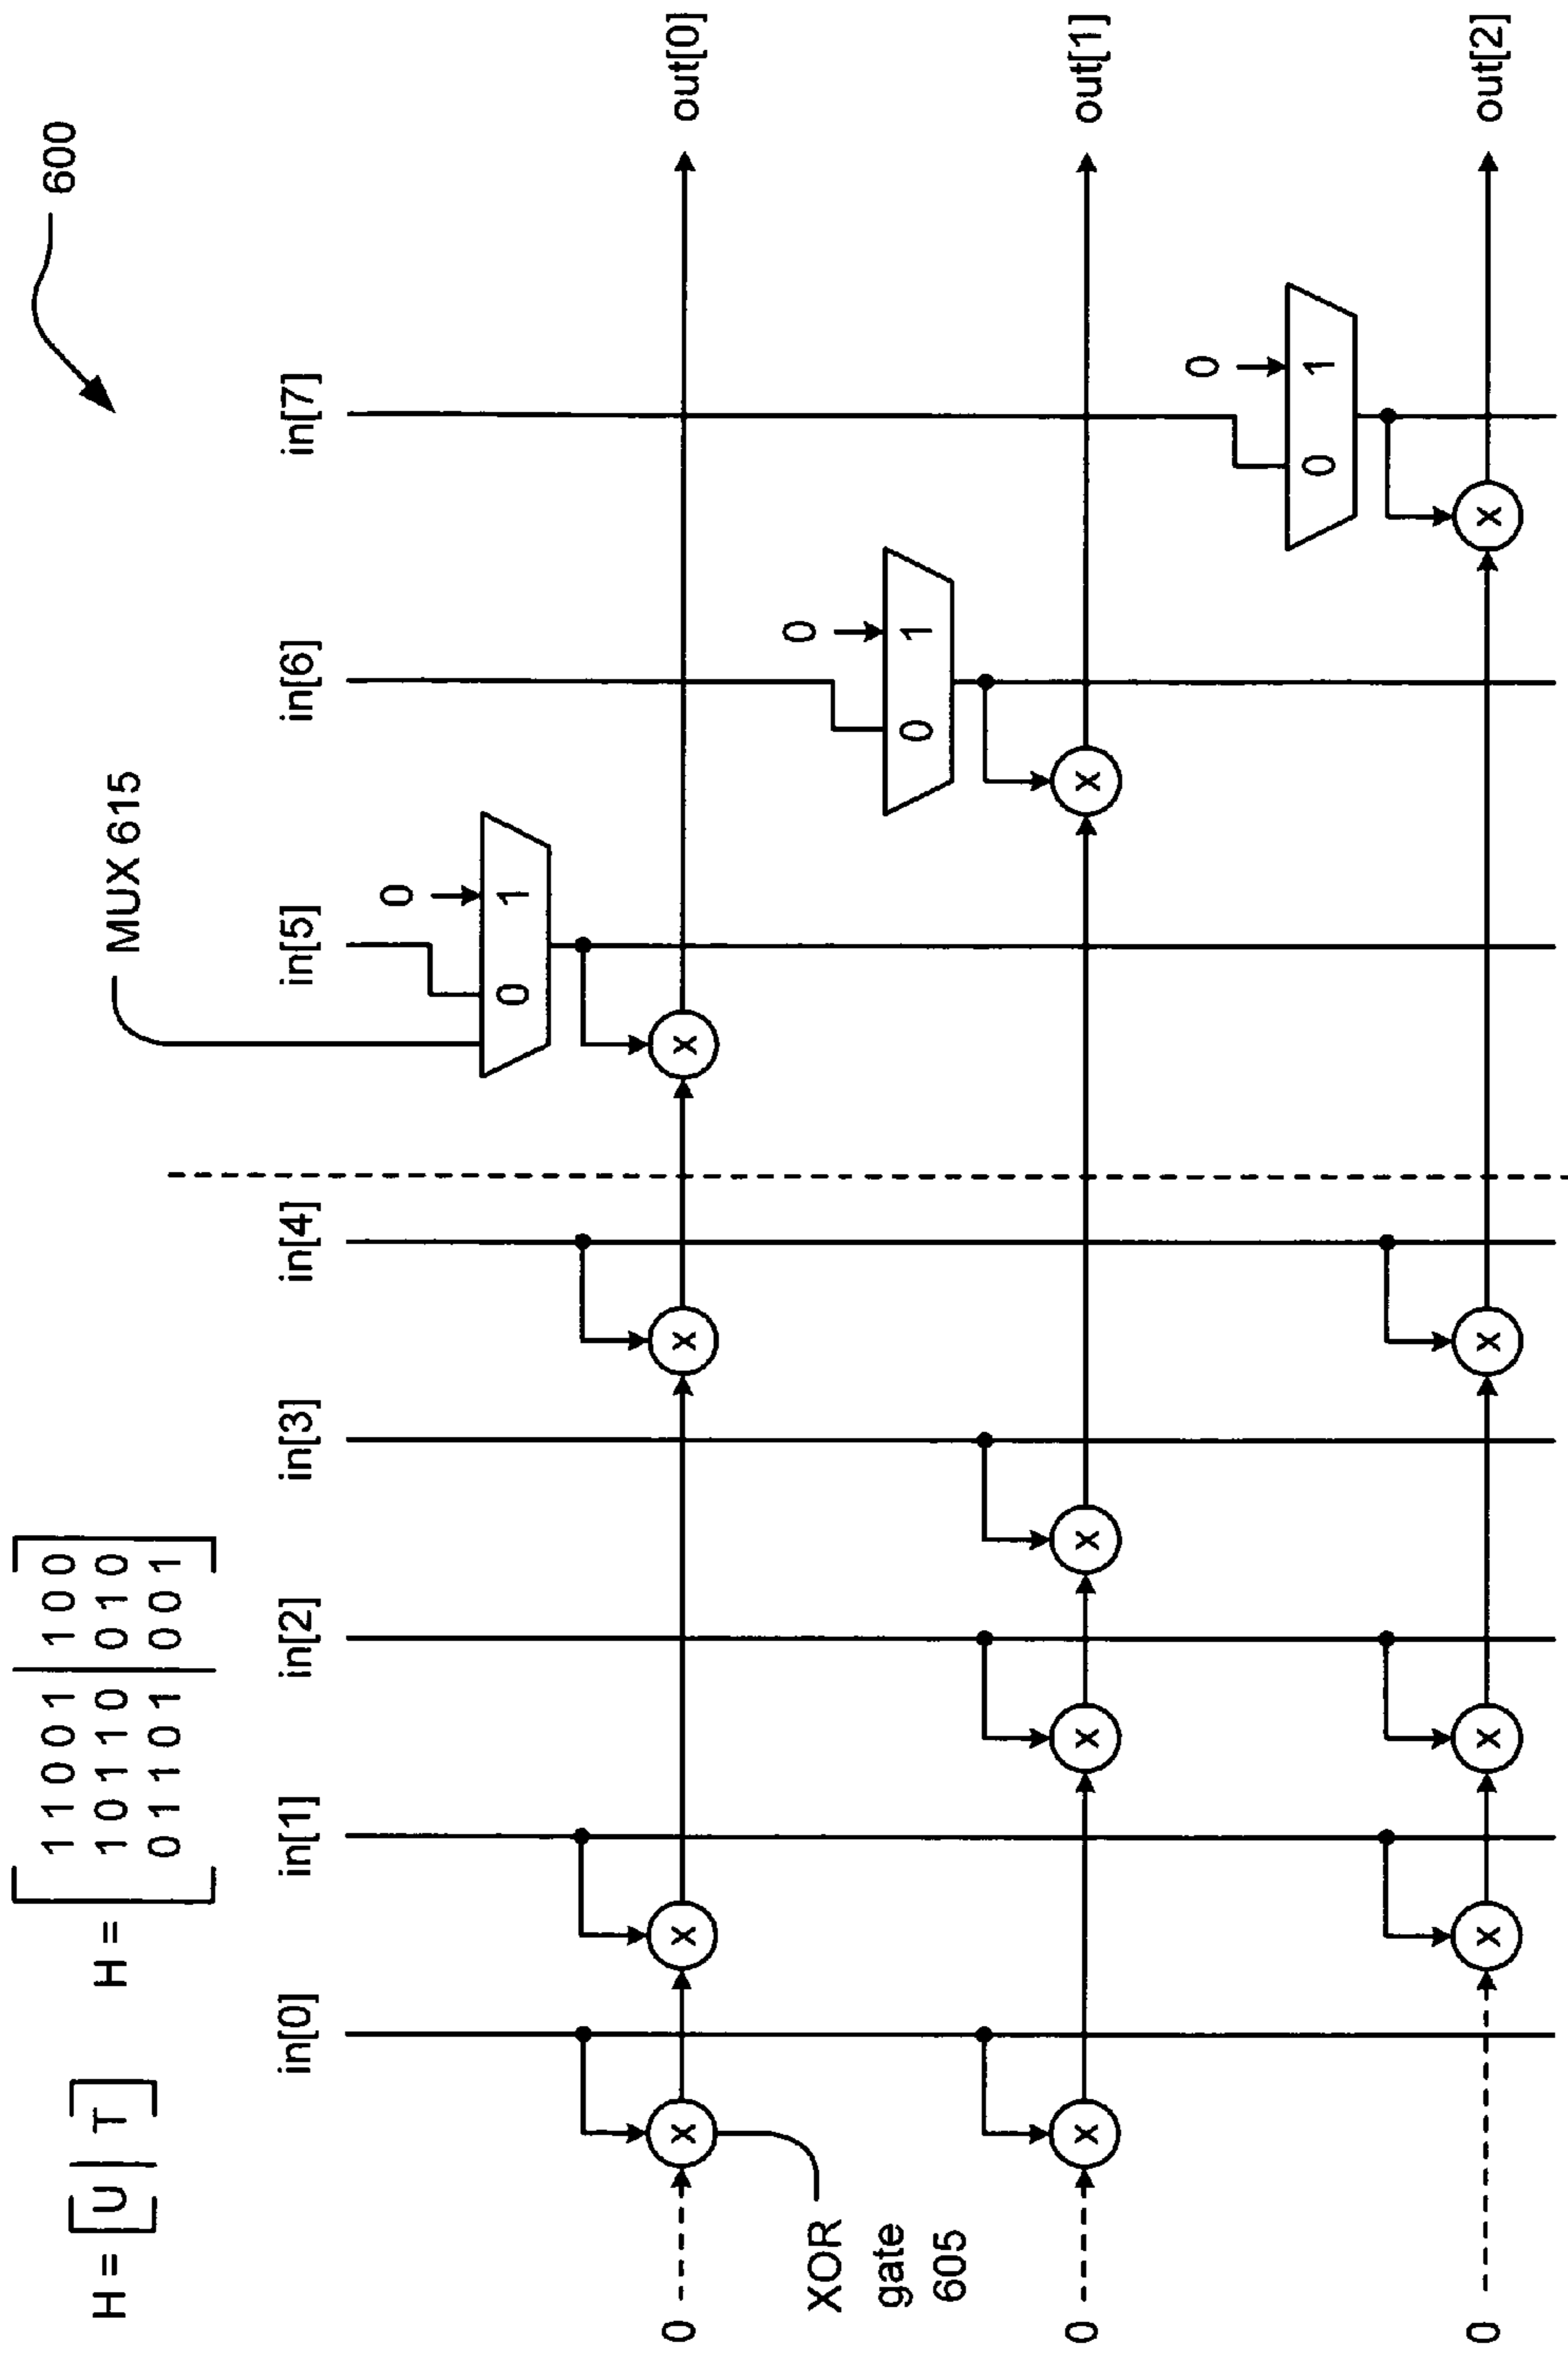 H = [ U | T ]
H = [ 1 1 0 0 1 | 1 0 0
1 0 1 1 0 | 0 1 0
0 1 1 0 1 | 0 0 1 ]
600
MUX 615
in[0] in[1] in[2] in[3] in[4] in[5] in[6] in[7]
0
0 1
0 X X X X out[0]
XOR
gate
605
0
0 1
0 X X X X out[1]
0
0 1
0 X X X X out[2]